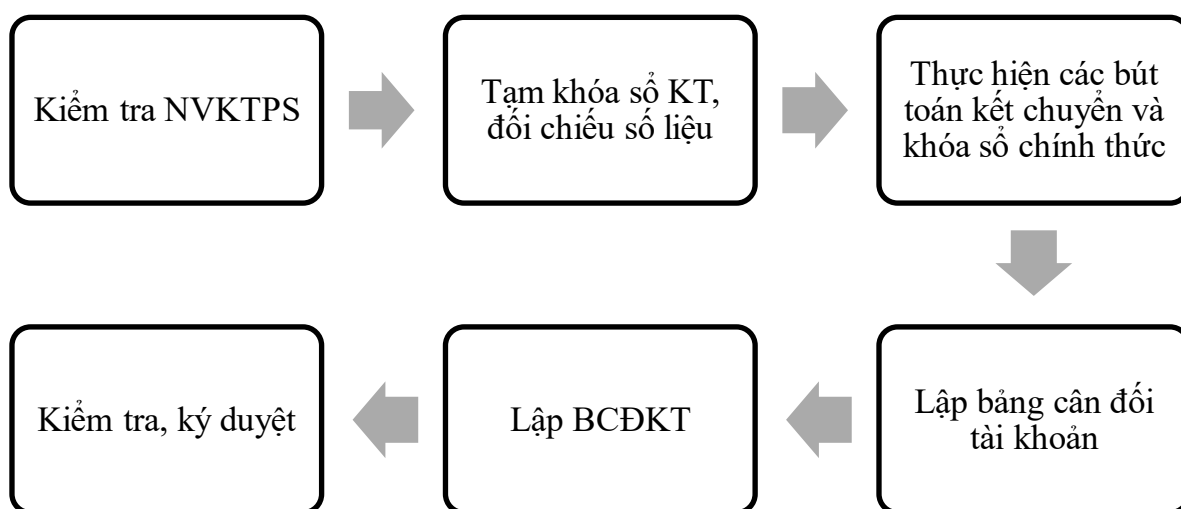 Kiểm tra NVKTPS
Tạm khóa sổ KT,
đối chiếu số liệu
Thực hiện các bút
toán kết chuyển và
khóa sổ chính thức
Lập bảng cân đối
tài khoản
Lập BCĐKT
Kiểm tra, ký duyệt